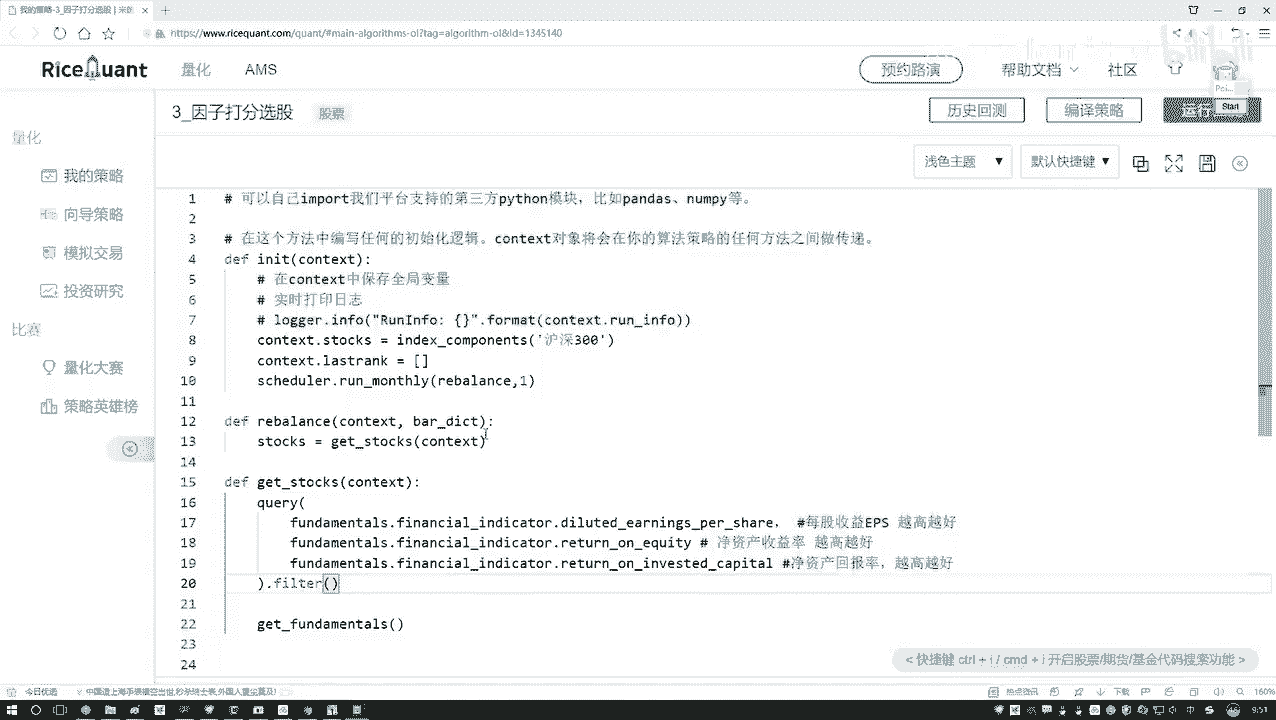 我的策略-3_因子打分选股 | 米筐
https://www.ricequant.com/quant/#main-algorithms-ol?tag=algorithm-ol&id=1345140
RiceQuant 量化 AMS 预约路演 帮助文档 社区
3_因子打分选股 股票 历史回测 编译策略
Start
量化
浅色主题 默认快捷键
我的策略
向导策略
模拟交易
投资研究
比赛
量化大赛
策略英雄榜
1 # 可以自己import我们平台支持的第三方python模块，比如pandas、numpy等。
2
3 # 在这个方法中编写任何的初始化逻辑。context对象将会在你的算法策略的任何方法之间做传递。
4 def init(context):
5 # 在context中保存全局变量
6 # 实时打印日志
7 # logger.info("RunInfo: {}".format(context.run_info))
8 context.stocks = index_components('沪深300')
9 context.lastrank = []
10 scheduler.run_monthly(rebalance,1)
11
12 def rebalance(context, bar_dict):
13 stocks = get_stocks(context)
14
15 def get_stocks(context):
16 query(
17 fundamentals.financial_indicator.diluted_earnings_per_share， #每股收益EPS 越高越好
18 fundamentals.financial_indicator.return_on_equity # 净资产收益率 越高越好
19 fundamentals.financial_indicator.return_on_invested_capital #净资产回报率，越高越好
20 ).filter()
21
22 get_fundamentals()
23
24
< 快捷键 ctrl + i / cmd + i 开启股票/期货/基金代码搜索功能 >
今日优选
热点资讯 下载 160%
中 9:51